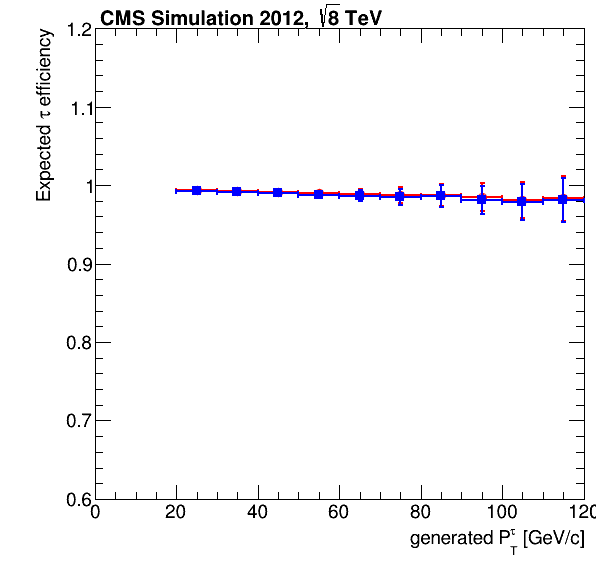 CMS Simulation 2012, √8 TeV
Expected τ efficiency
1.2
1.1
1
0.9
0.8
0.7
0.6
0 20 40 60 80 100 120
generated P_T^τ [GeV/c]